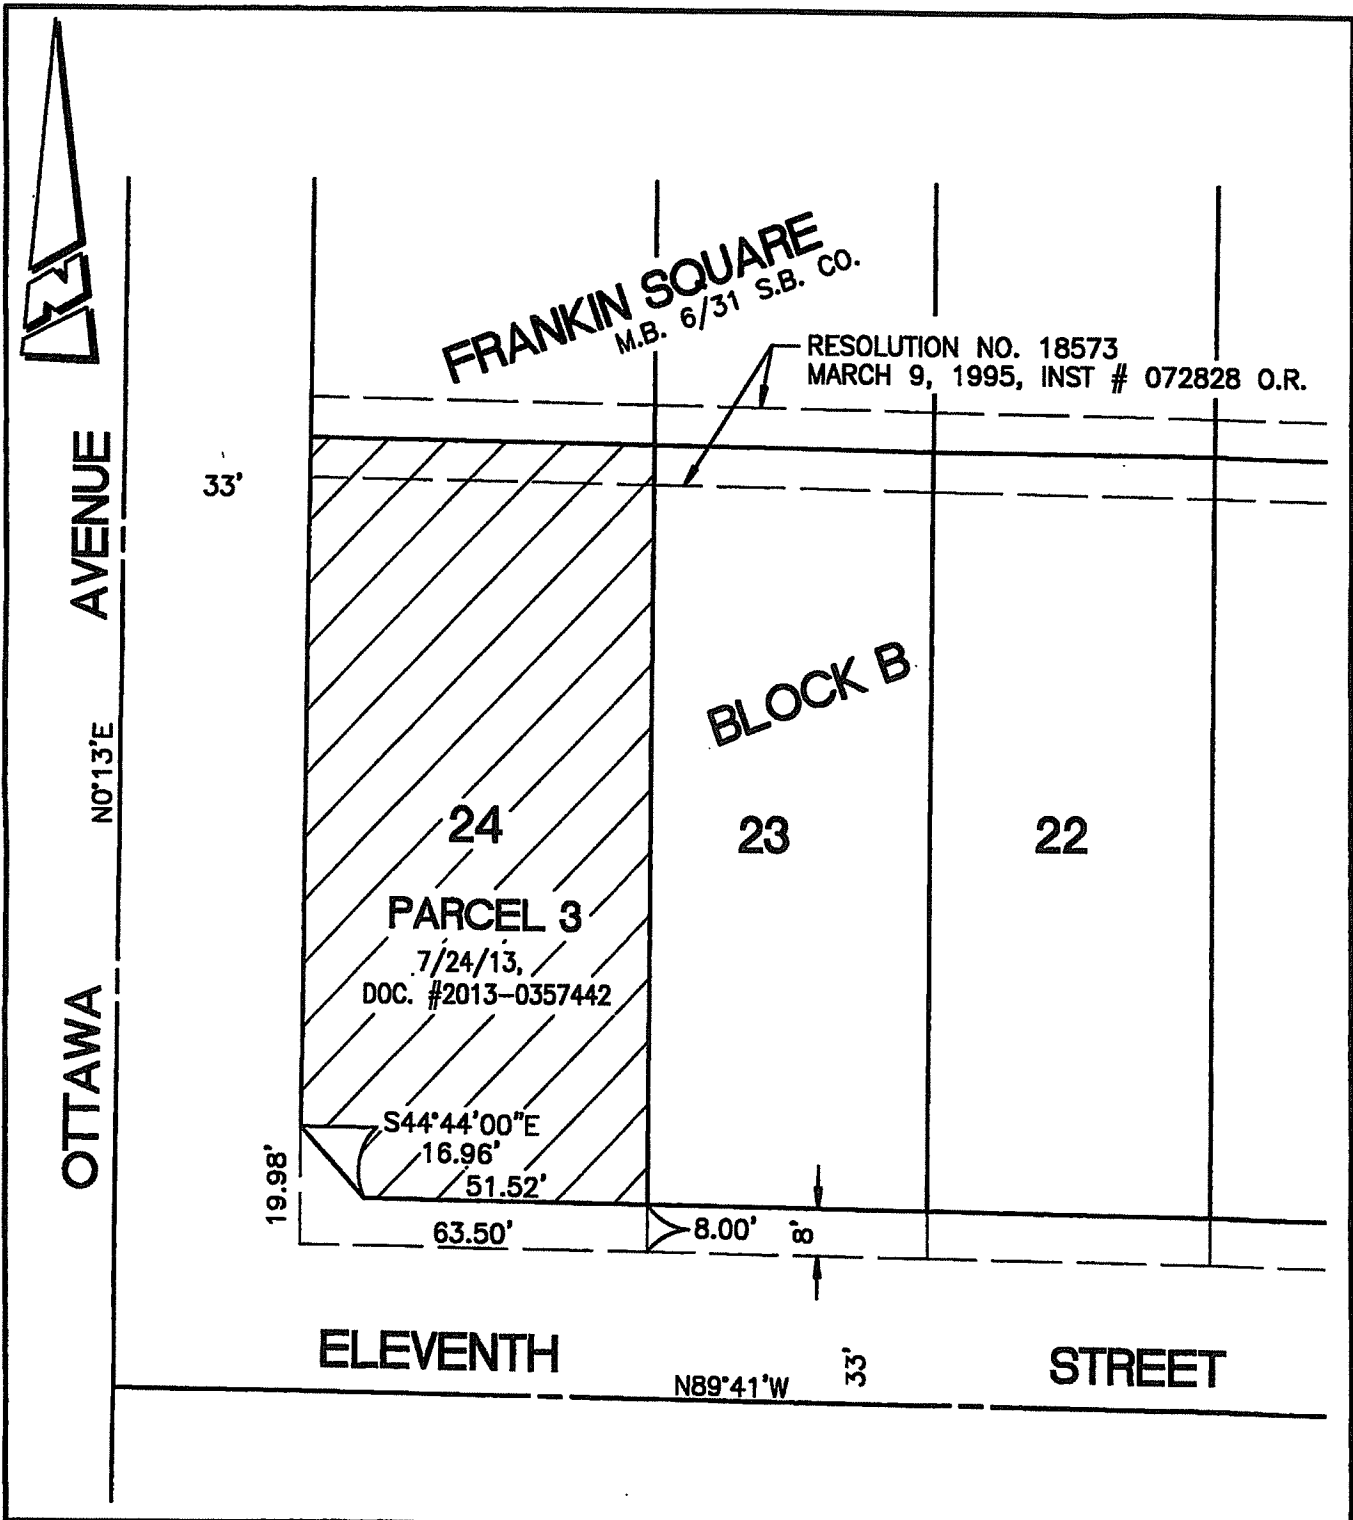 N
FRANKIN SQUARE
M.B. 6/31 S.B. CO.
RESOLUTION NO. 18573
MARCH 9, 1995, INST # 072828 O.R.
33'
OTTAWA AVENUE
N0°13'E
BLOCK B
24
23
22
PARCEL 3
7/24/13,
DOC. #2013-0357442
S44°44'00"E
16.96'
51.52'
19.98'
63.50'
8.00'
8'
ELEVENTH STREET
33'
N89°41'W